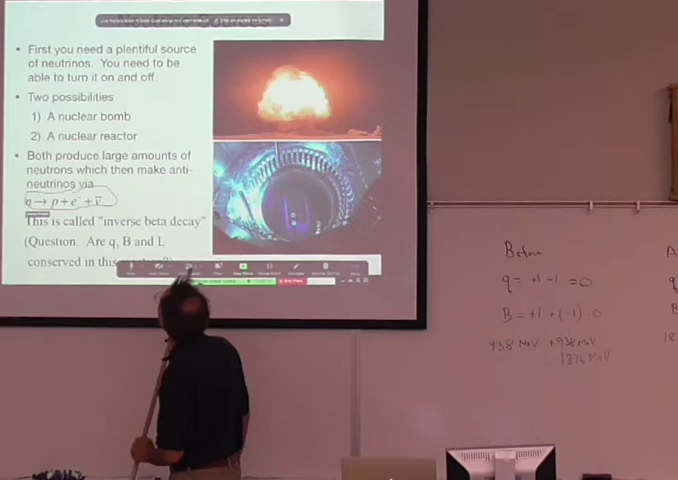 • First you need a plentiful source
of neutrinos. You need to be
able to turn it on and off.
• Two possibilities
1) A nuclear bomb
2) A nuclear reactor
• Both produce large amounts of
neutrons which then make anti-
neutrinos via
n → p + e⁻ + ν̅
This is called "inverse beta decay"
(Question: Are q, B and L
conserved in this
Before
q = +1 -1 = 0
B = +1 + (-1) = 0
938 MeV + 938 MeV
1876 MeV
A
q
B
18